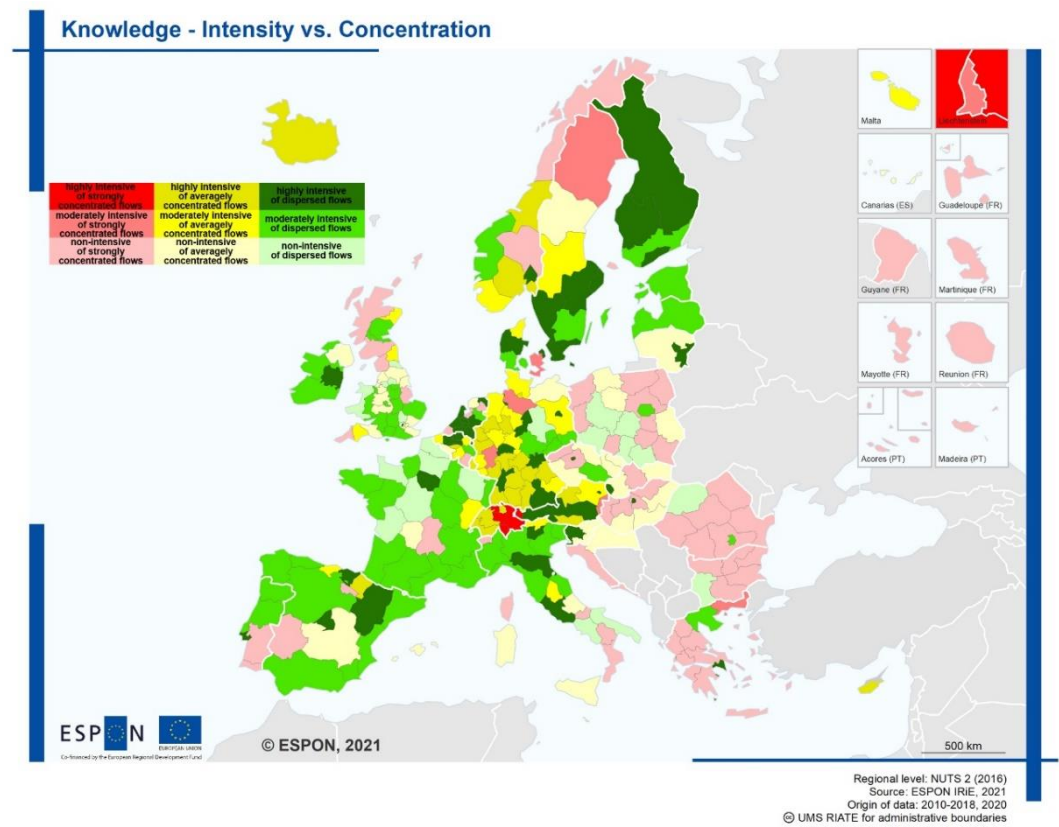 Knowledge - Intensity vs. Concentration
Malta
Liechtenstein
Canarias (ES)
Guadeloupe (FR)
Guyane (FR)
Martinique (FR)
Mayotte (FR)
Reunion (FR)
Acores (PT)
Madeira (PT)
highly intensive
of strongly
concentrated flows
highly intensive
of averagely
concentrated flows
highly intensive
of dispersed flows
moderately intensive
of strongly
concentrated flows
moderately intensive
of averagely
concentrated flows
moderately intensive
of dispersed flows
non-intensive
of strongly
concentrated flows
non-intensive
of averagely
concentrated flows
non-intensive
of dispersed flows
ESPON
EUROPEAN UNION
Co-financed by the European Regional Development Fund
© ESPON, 2021
500 km
Regional level: NUTS 2 (2016)
Source: ESPON IRiE, 2021
Origin of data: 2010-2018, 2020
© UMS RIATE for administrative boundaries